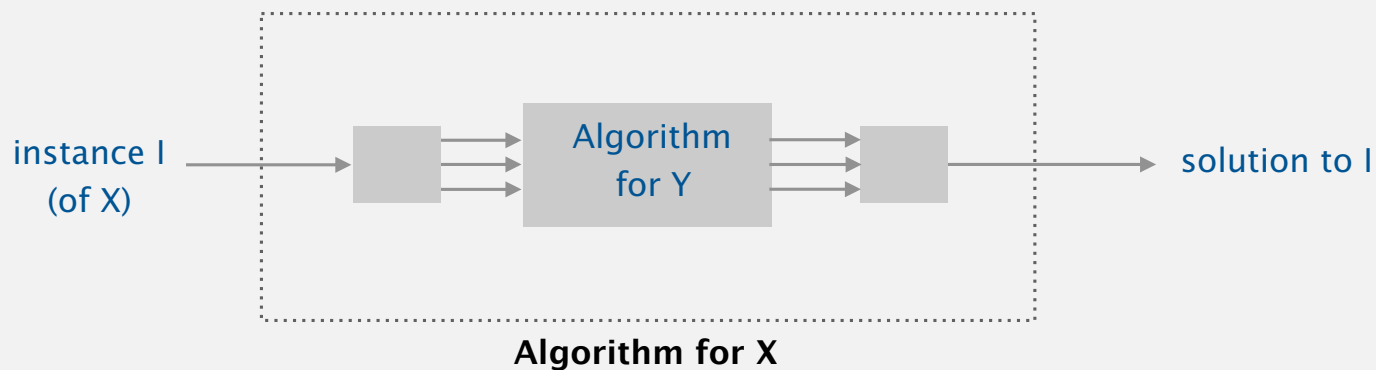 instance I
(of X)
Algorithm
for Y
solution to I
Algorithm for X